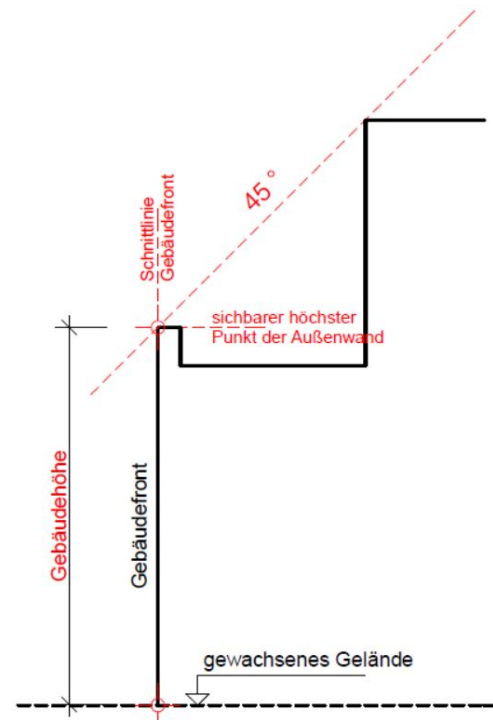 45°
Schnittlinie
Gebäudefront
sichbarer höchster
Punkt der Außenwand
Gebäudehöhe
Gebäudefront
gewachsenes Gelände